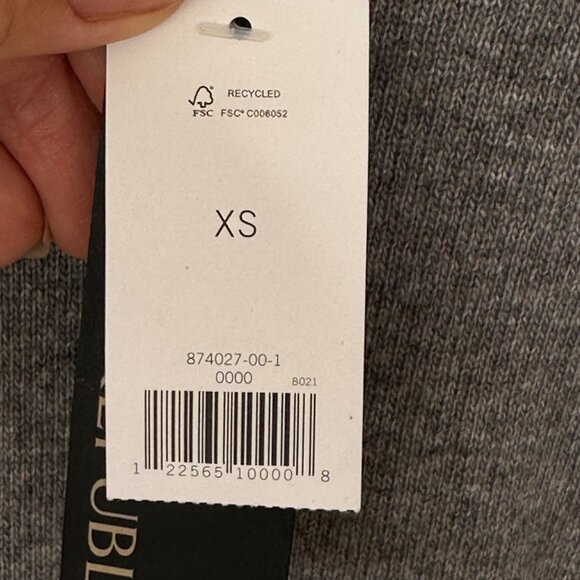 RECYCLED
FSC® C006052
FSC
XS
874027-00-1
0000
B021
1 22565 10000 8